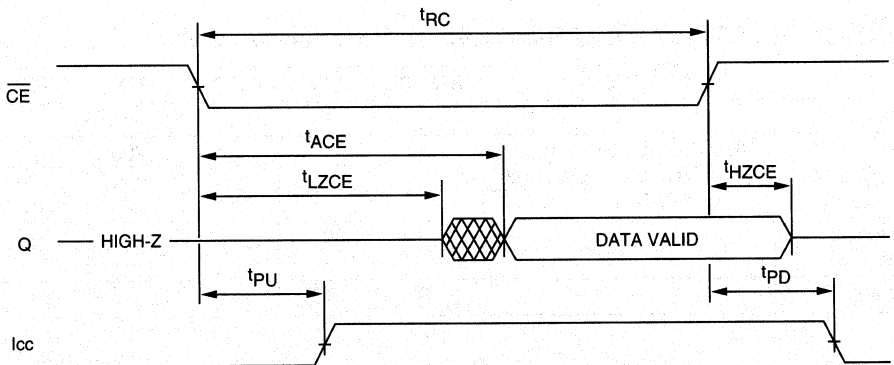 tRC
CE
tACE
tLZCE
tHZCE
Q HIGH-Z DATA VALID
tPU
tPD
Icc